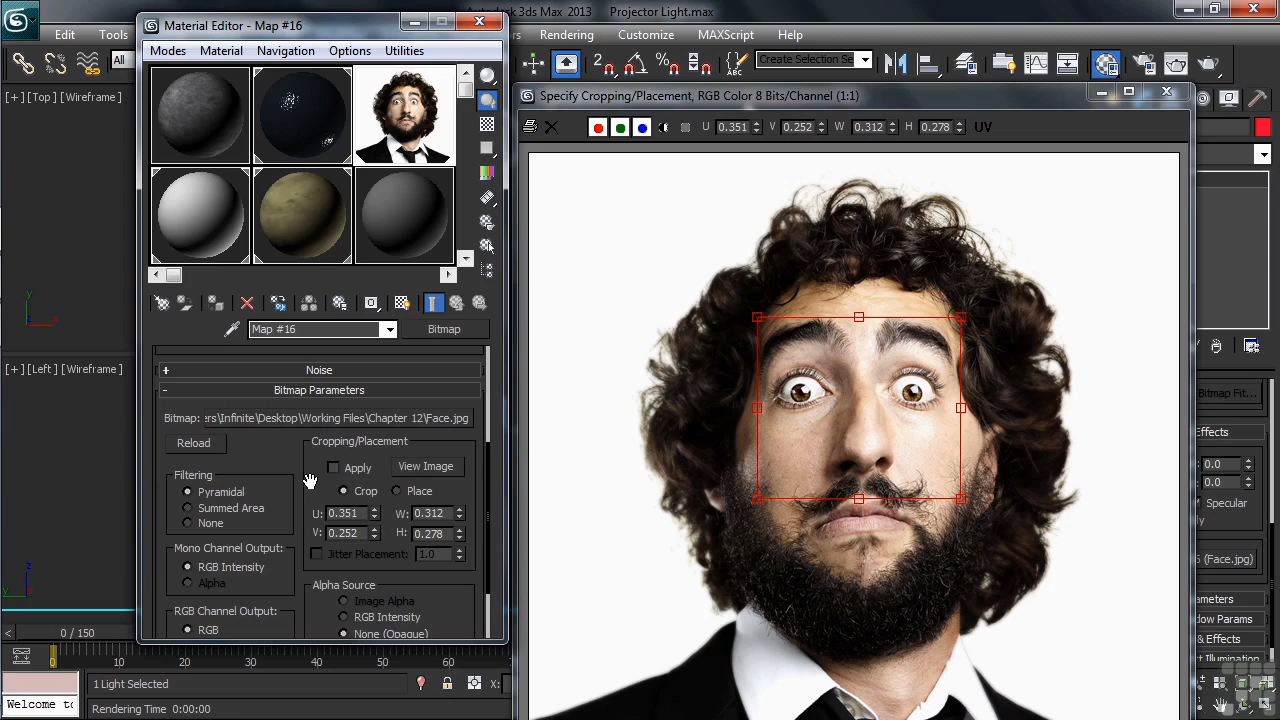 Autodesk 3ds Max 2013 Projector Light.max
Edit Tools Rendering Customize MAXScript Help
All
Create Selection Se
Material Editor - Map #16
Modes Material Navigation Options Utilities
Map #16
Bitmap
+ Noise
- Bitmap Parameters
Bitmap: ers\Infinite\Desktop\Working Files\Chapter 12\Face.jpg
Reload
Cropping/Placement
Apply View Image
Crop Place
U: 0.351 W: 0.312
V: 0.252 H: 0.278
Jitter Placement: 1.0
Filtering
Pyramidal
Summed Area
None
Mono Channel Output:
RGB Intensity
Alpha
RGB Channel Output:
RGB
Alpha Source
Image Alpha
RGB Intensity
None (Opaque)
Specify Cropping/Placement, RGB Color 8 Bits/Channel (1:1)
U 0.351 V 0.252 W 0.312 H 0.278 UV
[+] [Top] [Wireframe]
[+] [Left] [Wireframe]
y
z
x
z
y
x
Bitmap Fit...
Effects
0.0
0.0
Specular
ly
(Face.jpg)
rameters
dow Params
& Effects
t Illumination
< 0 / 150
0 10 20 30 40 50 60
1 Light Selected
X:
Welcome to
Rendering Time 0:00:00